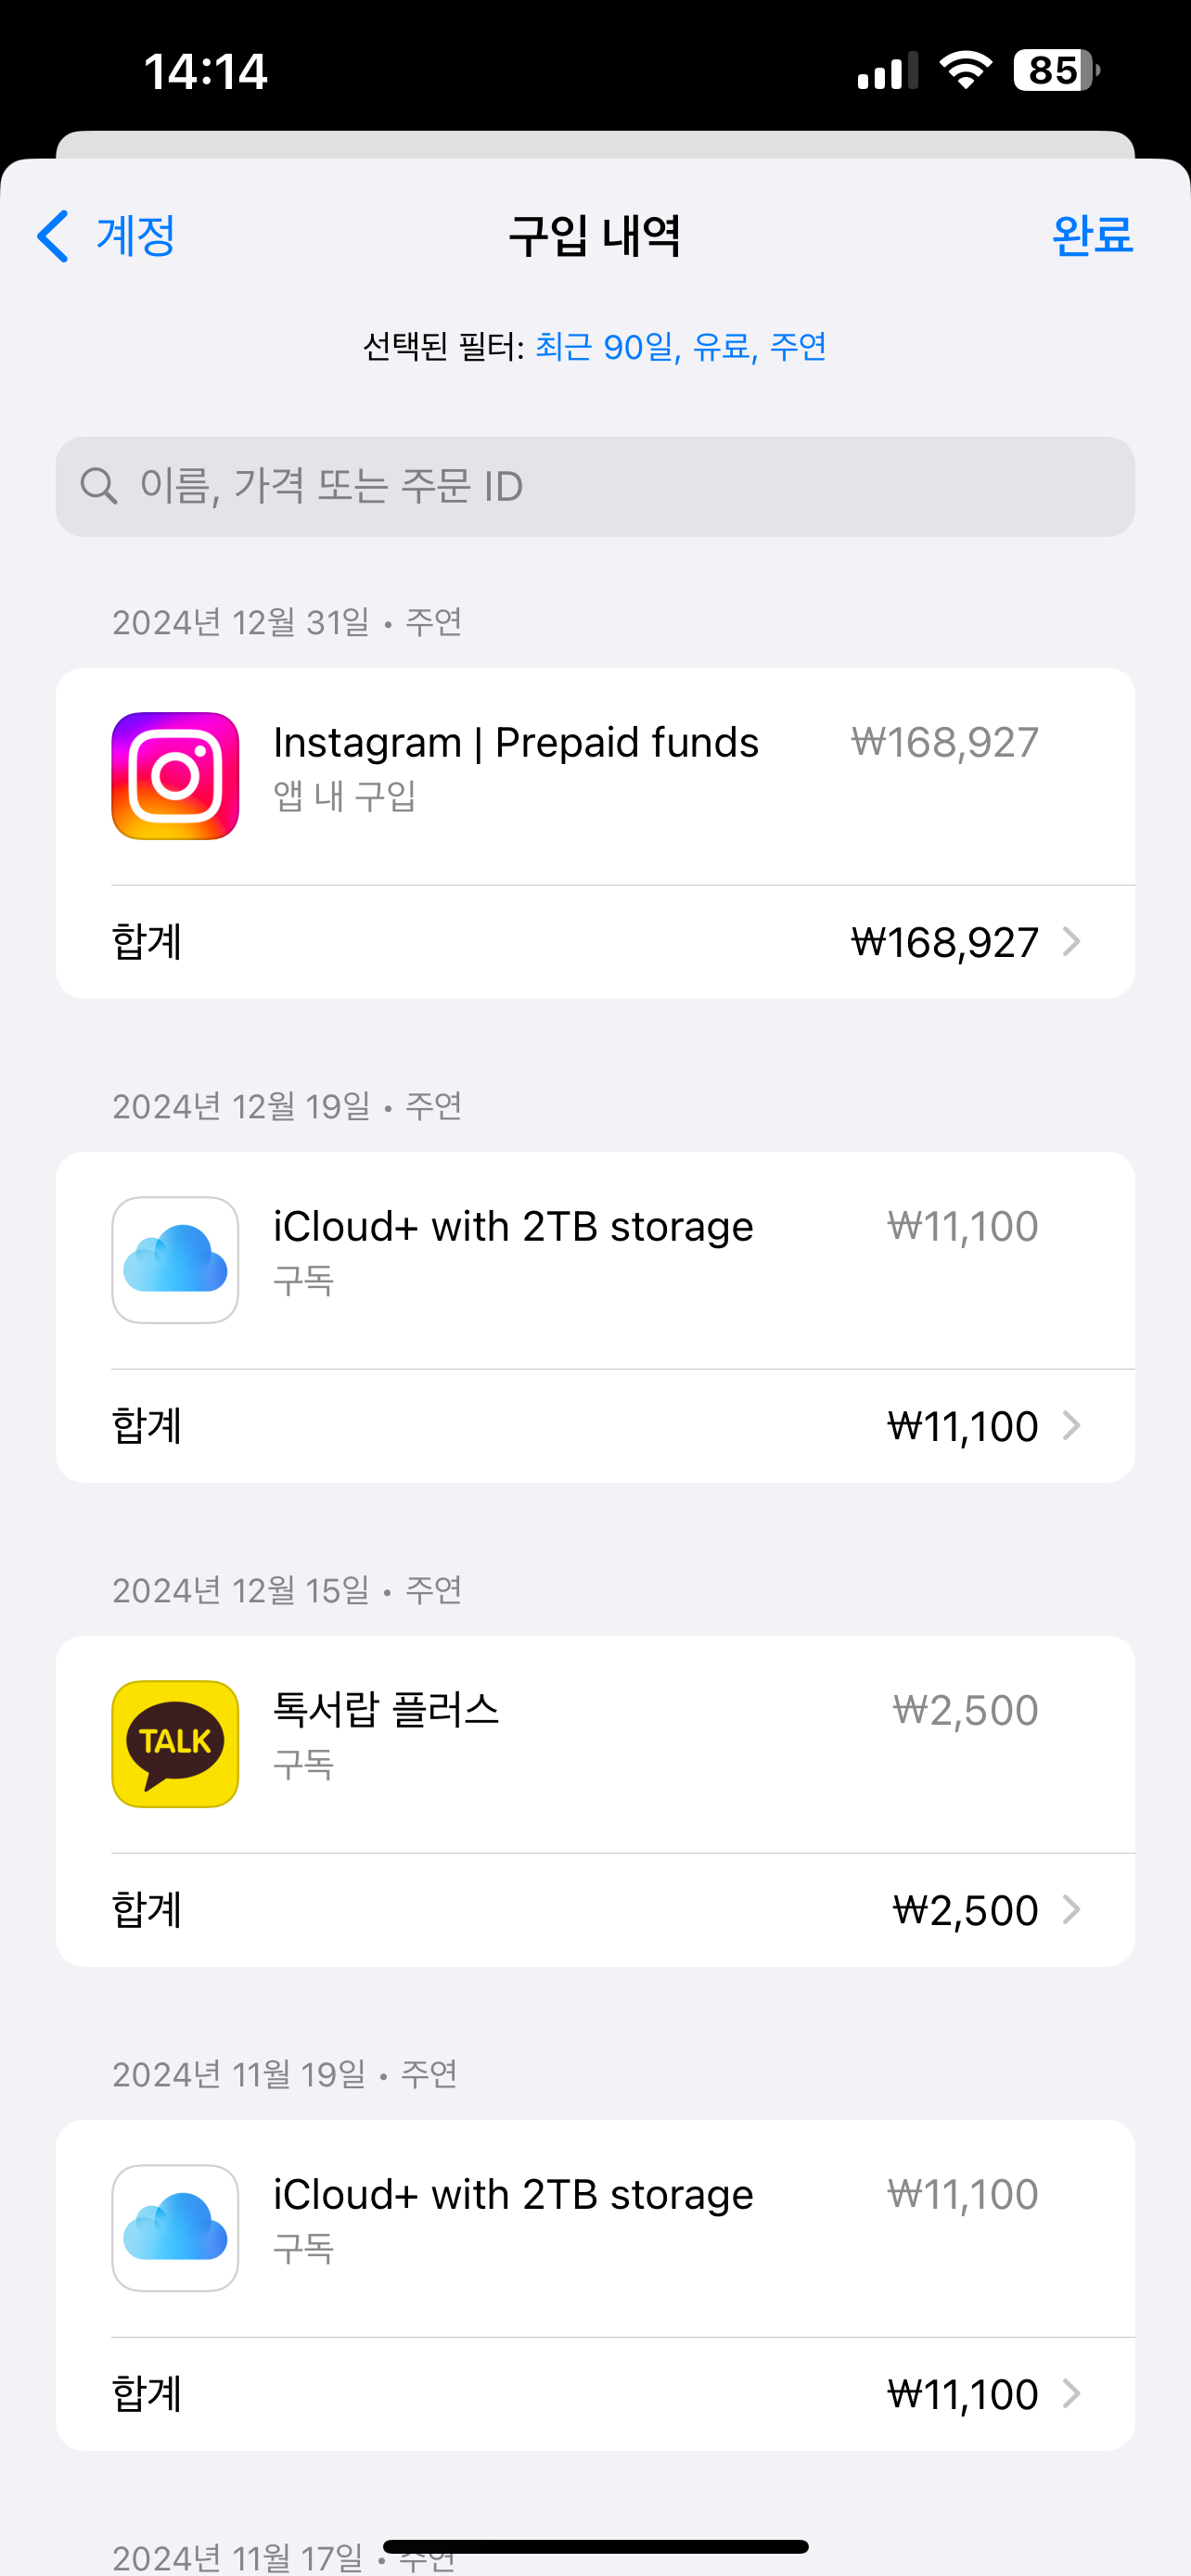 14:14
85
계정
구입 내역
완료
선택된 필터: 최근 90일, 유료, 주연
이름, 가격 또는 주문 ID
2024년 12월 31일 • 주연
Instagram | Prepaid funds ₩168,927
앱 내 구입
합계 ₩168,927
2024년 12월 19일 • 주연
iCloud+ with 2TB storage ₩11,100
구독
합계 ₩11,100
2024년 12월 15일 • 주연
TALK
톡서랍 플러스 ₩2,500
구독
합계 ₩2,500
2024년 11월 19일 • 주연
iCloud+ with 2TB storage ₩11,100
구독
합계 ₩11,100
2024년 11월 17일 • 주연